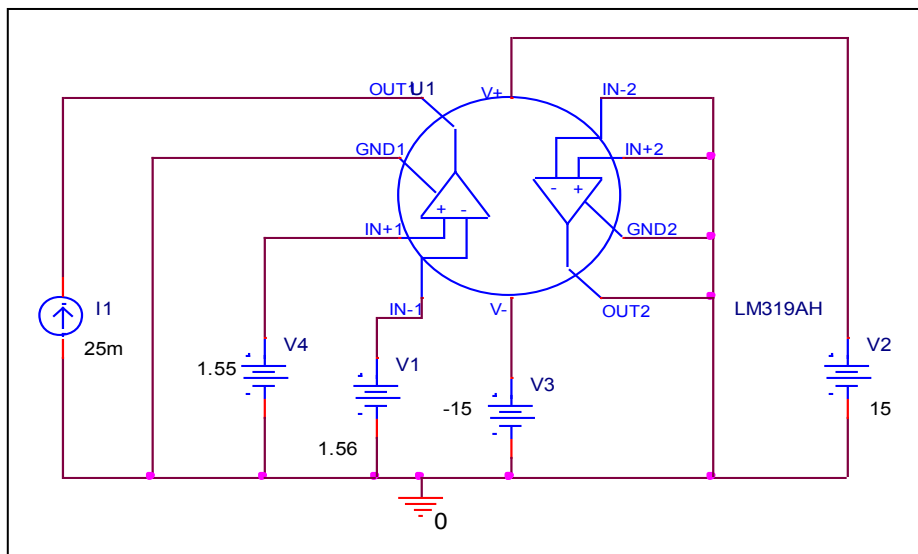 OUT1
U1
V+
IN-2
GND1
IN+2
- +
+ -
IN+1
GND2
IN-1
V-
OUT2
LM319AH
I1
25m
V4
1.55
V1
1.56
V3
-15
V2
15
0